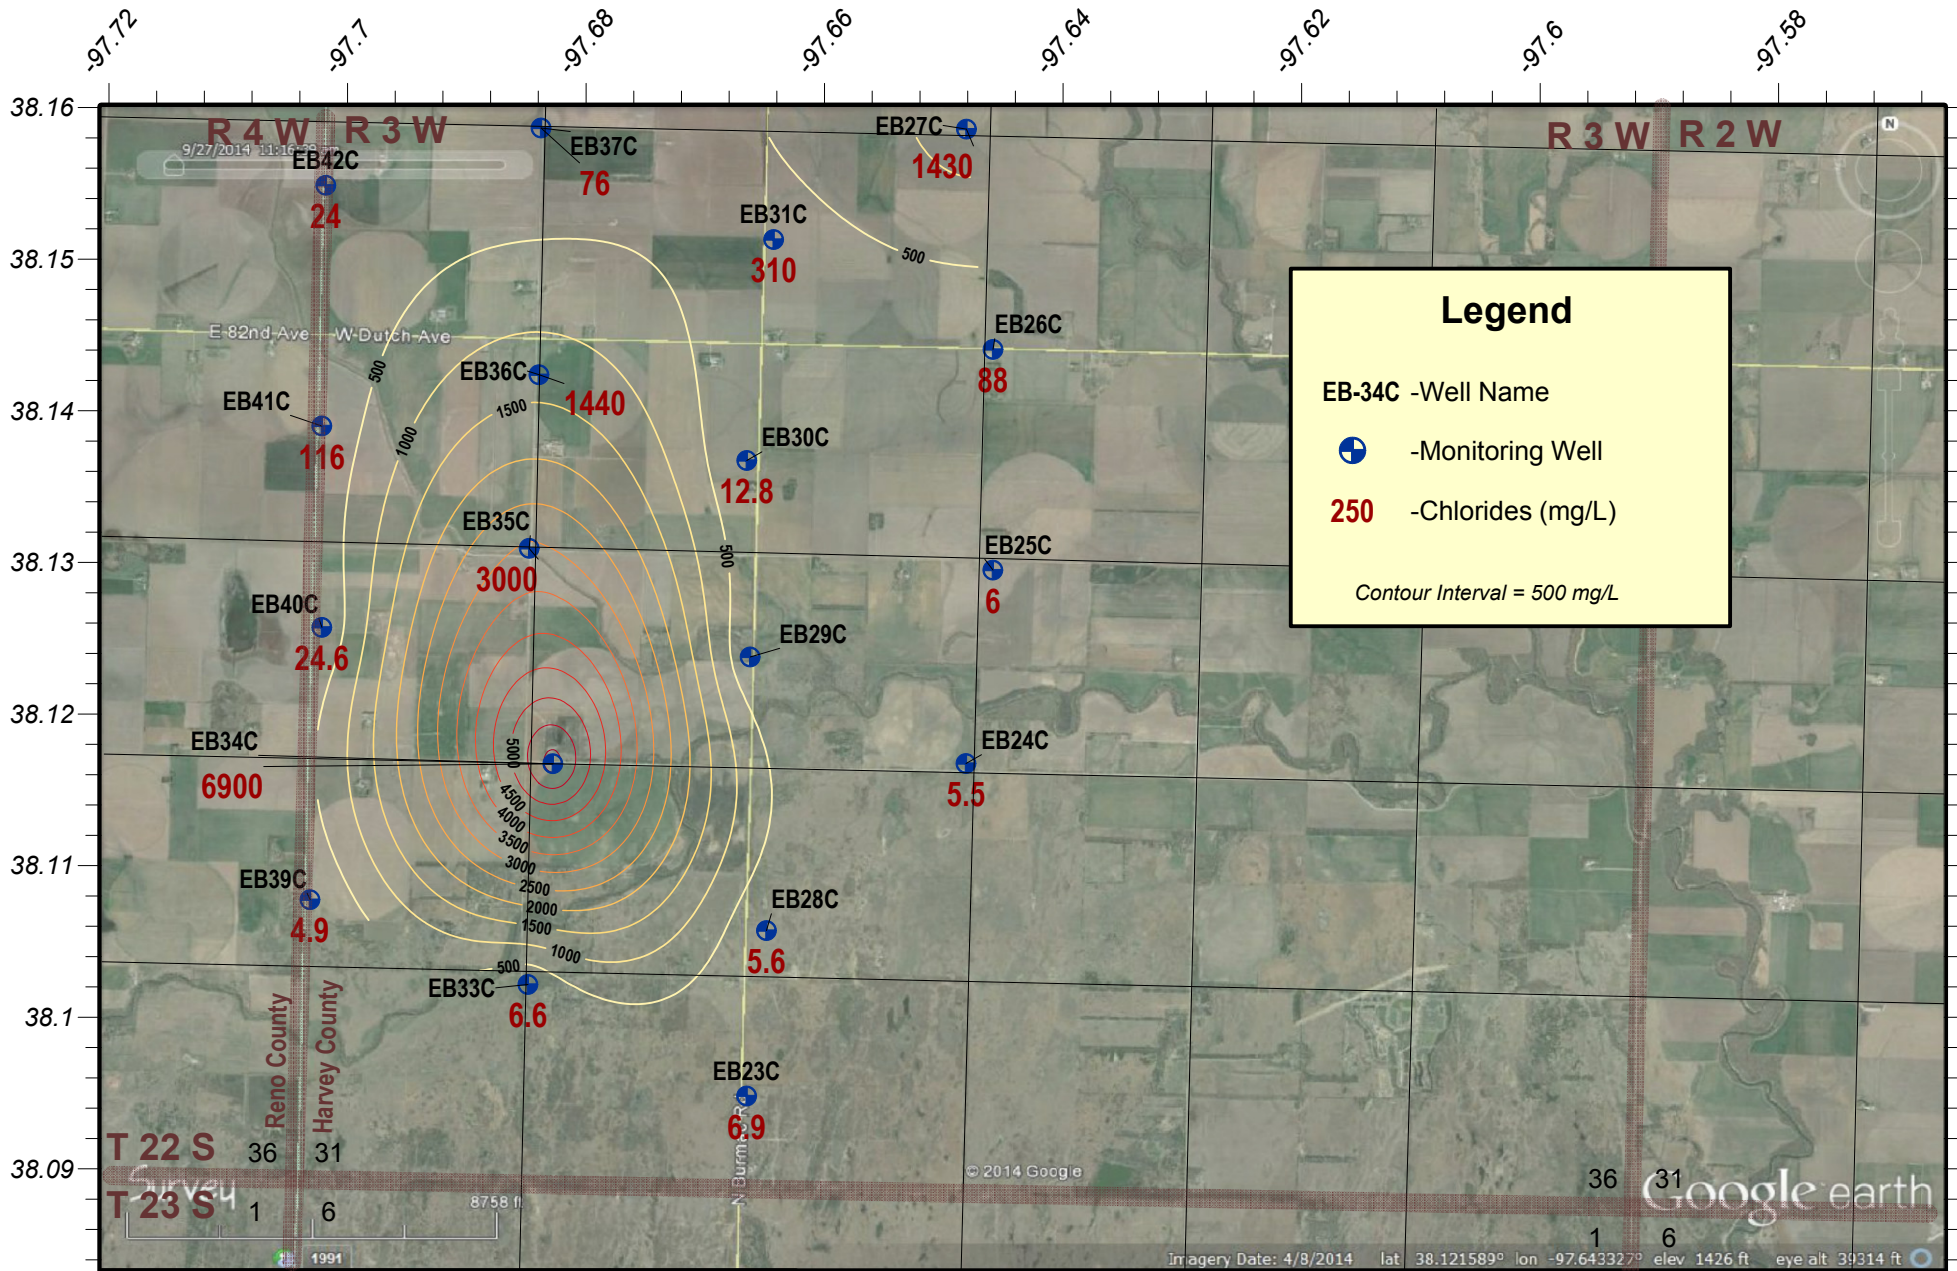 -97.72
-97.7
-97.68
-97.66
-97.64
-97.62
-97.6
-97.58
38.16
38.15
38.14
38.13
38.12
38.11
38.1
38.09
R 4 W
R 3 W
R 3 W
R 2 W
N
EB42C
24
EB37C
76
EB27C
1430
EB31C
310
500
500
E 82nd Ave
W Dutch Ave
EB36C
1440
1500
1000
EB26C
88
EB41C
116
EB30C
12.8
EB35C
3000
500
EB25C
6
EB40C
24.6
EB29C
EB34C
6900
5000
4500
4000
3500
3000
2500
2000
1500
1000
500
EB24C
5.5
EB39C
4.9
EB28C
5.6
EB33C
6.6
EB23C
6.9
Legend
EB-34C -Well Name
-Monitoring Well
250 -Chlorides (mg/L)
Contour Interval = 500 mg/L
Reno County
Harvey County
T 22 S
36
31
T 23 S
1
6
Survey
8758 ft
1991
© 2014 Google
36
31
1
6
Google earth
Imagery Date: 4/8/2014 lat 38.121589° lon -97.643327° elev 1426 ft eye alt 39314 ft